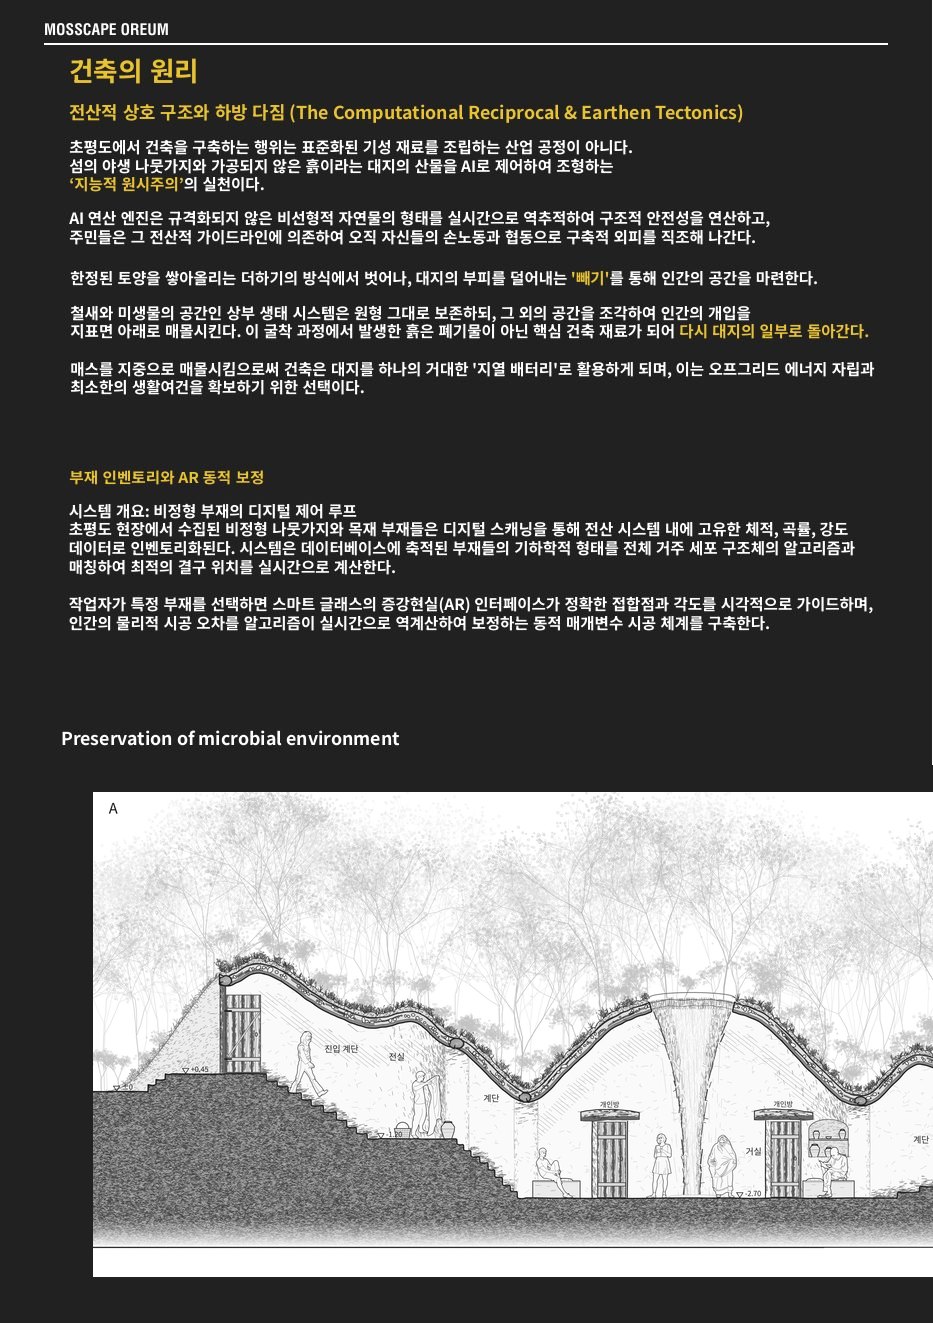 MOSSCAPE OREUM
건축의 원리
전산적 상호 구조와 하방 다짐 (The Computational Reciprocal & Earthen Tectonics)
초평도에서 건축을 구축하는 행위는 표준화된 기성 재료를 조립하는 산업 공정이 아니다.
섬의 야생 나뭇가지와 가공되지 않은 흙이라는 대지의 산물을 AI로 제어하여 조형하는
‘지능적 원시주의’의 실천이다.
AI 연산 엔진은 규격화되지 않은 비선형적 자연물의 형태를 실시간으로 역추적하여 구조적 안전성을 연산하고,
주민들은 그 전산적 가이드라인에 의존하여 오직 자신들의 손노동과 협동으로 구축적 외피를 직조해 나간다.
한정된 토양을 쌓아올리는 더하기의 방식에서 벗어나, 대지의 부피를 덜어내는 '빼기'를 통해 인간의 공간을 마련한다.
철새와 미생물의 공간인 상부 생태 시스템은 원형 그대로 보존하되, 그 외의 공간을 조각하여 인간의 개입을
지표면 아래로 매몰시킨다. 이 굴착 과정에서 발생한 흙은 폐기물이 아닌 핵심 건축 재료가 되어 다시 대지의 일부로 돌아간다.
매스를 지중으로 매몰시킴으로써 건축은 대지를 하나의 거대한 '지열 배터리'로 활용하게 되며, 이는 오프그리드 에너지 자립과
최소한의 생활여건을 확보하기 위한 선택이다.
부재 인벤토리와 AR 동적 보정
시스템 개요: 비정형 부재의 디지털 제어 루프
초평도 현장에서 수집된 비정형 나뭇가지와 목재 부재들은 디지털 스캐닝을 통해 전산 시스템 내에 고유한 체적, 곡률, 강도
데이터로 인벤토리화된다. 시스템은 데이터베이스에 축적된 부재들의 기하학적 형태를 전체 거주 세포 구조체의 알고리즘과
매칭하여 최적의 결구 위치를 실시간으로 계산한다.
작업자가 특정 부재를 선택하면 스마트 글래스의 증강현실(AR) 인터페이스가 정확한 접합점과 각도를 시각적으로 가이드하며,
인간의 물리적 시공 오차를 알고리즘이 실시간으로 역계산하여 보정하는 동적 매개변수 시공 체계를 구축한다.
Preservation of microbial environment
A
진입 계단
전실
+0.45
계단
개인방
개인방
-1.20
계단
거실
-2.70